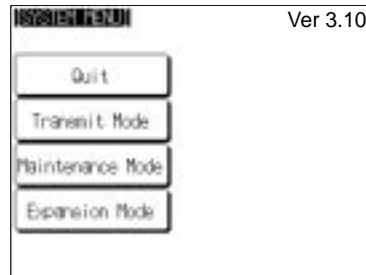 [SYSTEM MENU] Ver 3.10
Quit
Transmit Mode
Maintenance Mode
Expansion Mode